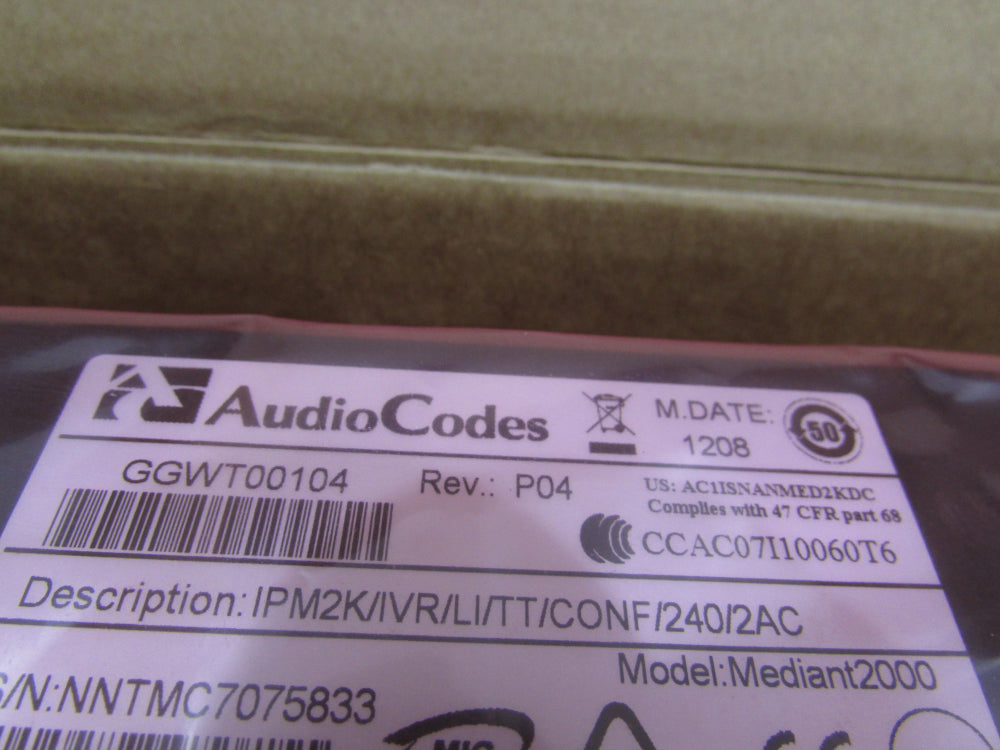 AudioCodes
M.DATE:
1208
50
GGWT00104
Rev.: P04
US: AC1ISNANMED2KDC
Complies with 47 CFR part 68
CCAC07I10060T6
Description: IPM2K/IVR/LI/TT/CONF/240/2AC
Model:Mediant2000
S/N:NNTMC7075833